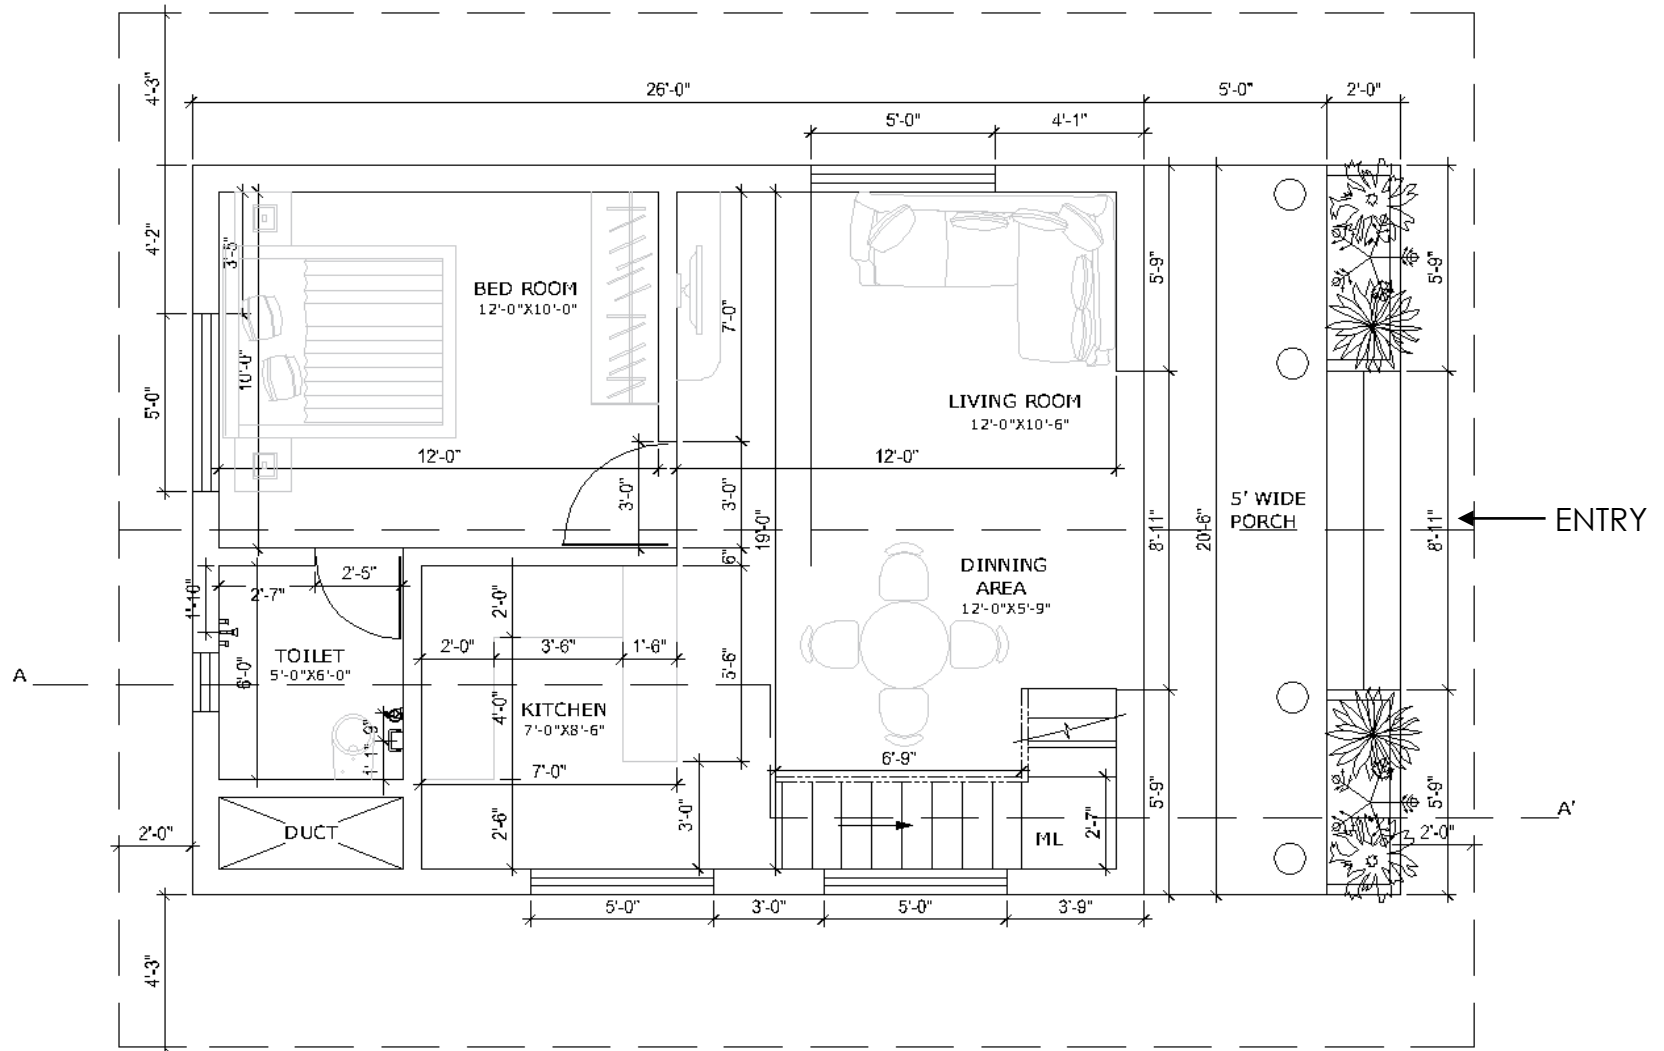 4'-3"
26'-0"
5'-0"
2'-0"
5'-0"
4'-1"
4'-2"
3'-5"
5'-9"
5'-9"
BED ROOM
12'-0"X10'-0"
7'-0"
10'-0"
5'-0"
LIVING ROOM
12'-0"X10'-6"
12'-0"
12'-0"
3'-0"
3'-0"
19'-0"
8'-11"
20'-6"
5' WIDE
PORCH
8'-11"
ENTRY
6"
DINNING
AREA
12'-0"X5'-9"
2'-5"
2'-7"
1'-10"
2'-0"
2'-0"
3'-6"
1'-6"
5'-6"
TOILET
5'-0"X6'-0"
6'-0"
A
4'-0"
KITCHEN
7'-0"X8'-6"
9"
1'-1"
7'-0"
6'-9"
5'-9"
5'-9"
A'
2'-0"
DUCT
2'-6"
3'-0"
ML
2'-7"
2'-0"
5'-0"
3'-0"
5'-0"
3'-9"
4'-3"